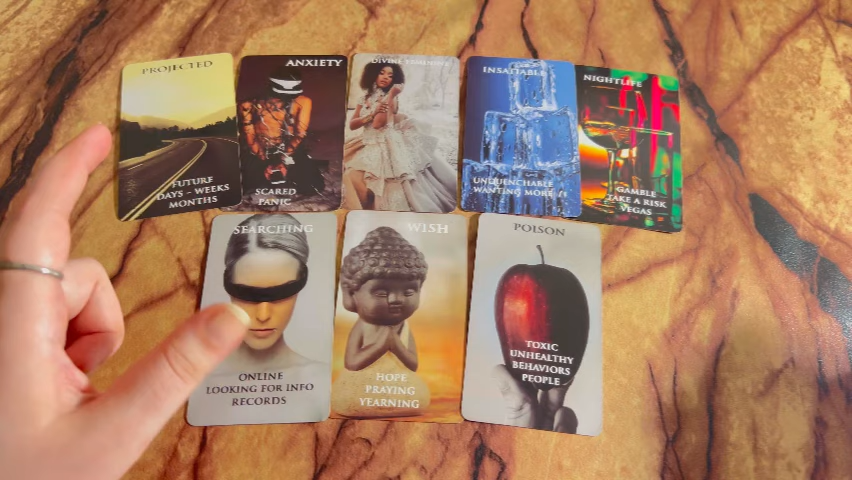 PROJECTED
FUTURE
DAYS - WEEKS
MONTHS
ANXIETY
SCARED
PANIC
DIVINE FEMININE
INSATIABLE
UNQUENCHABLE
WANTING MORE
NIGHTLIFE
GAMBLE
TAKE A RISK
VEGAS
SEARCHING
ONLINE
LOOKING FOR INFO
RECORDS
WISH
HOPE
PRAYING
YEARNING
POISON
TOXIC
UNHEALTHY
BEHAVIORS
PEOPLE